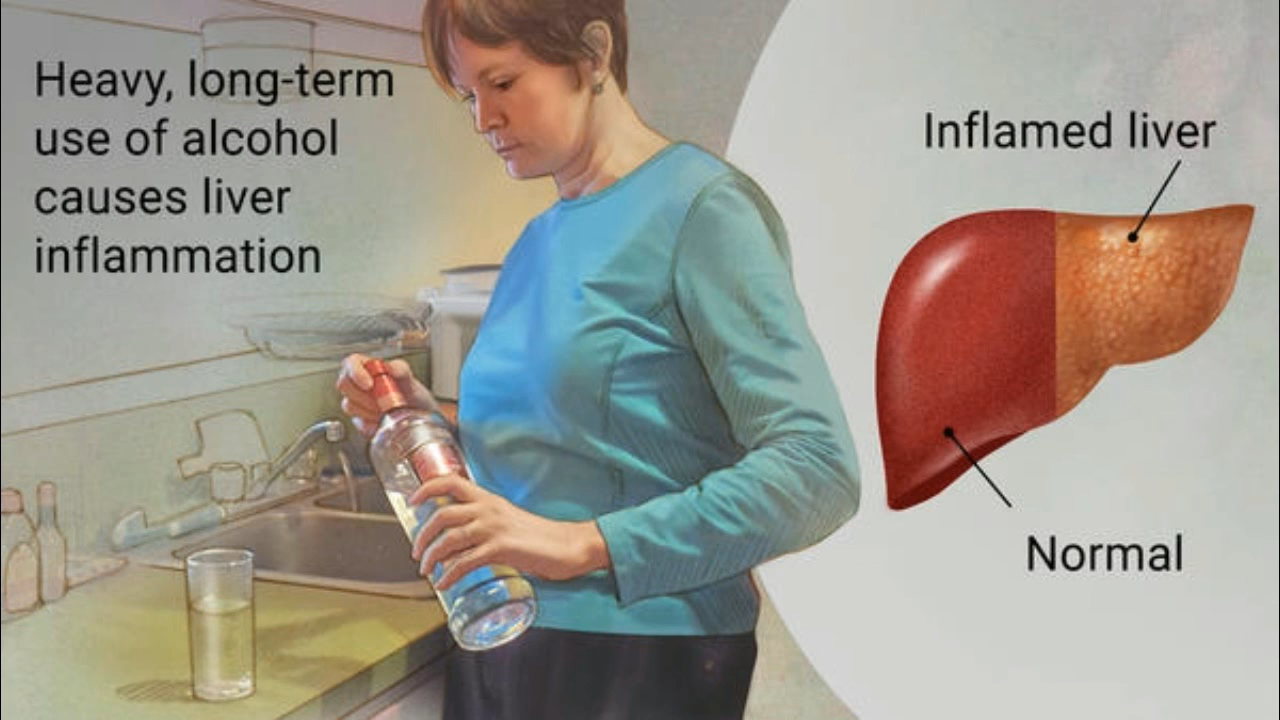 Heavy, long-term
use of alcohol
causes liver
inflammation
Inflamed liver
Normal